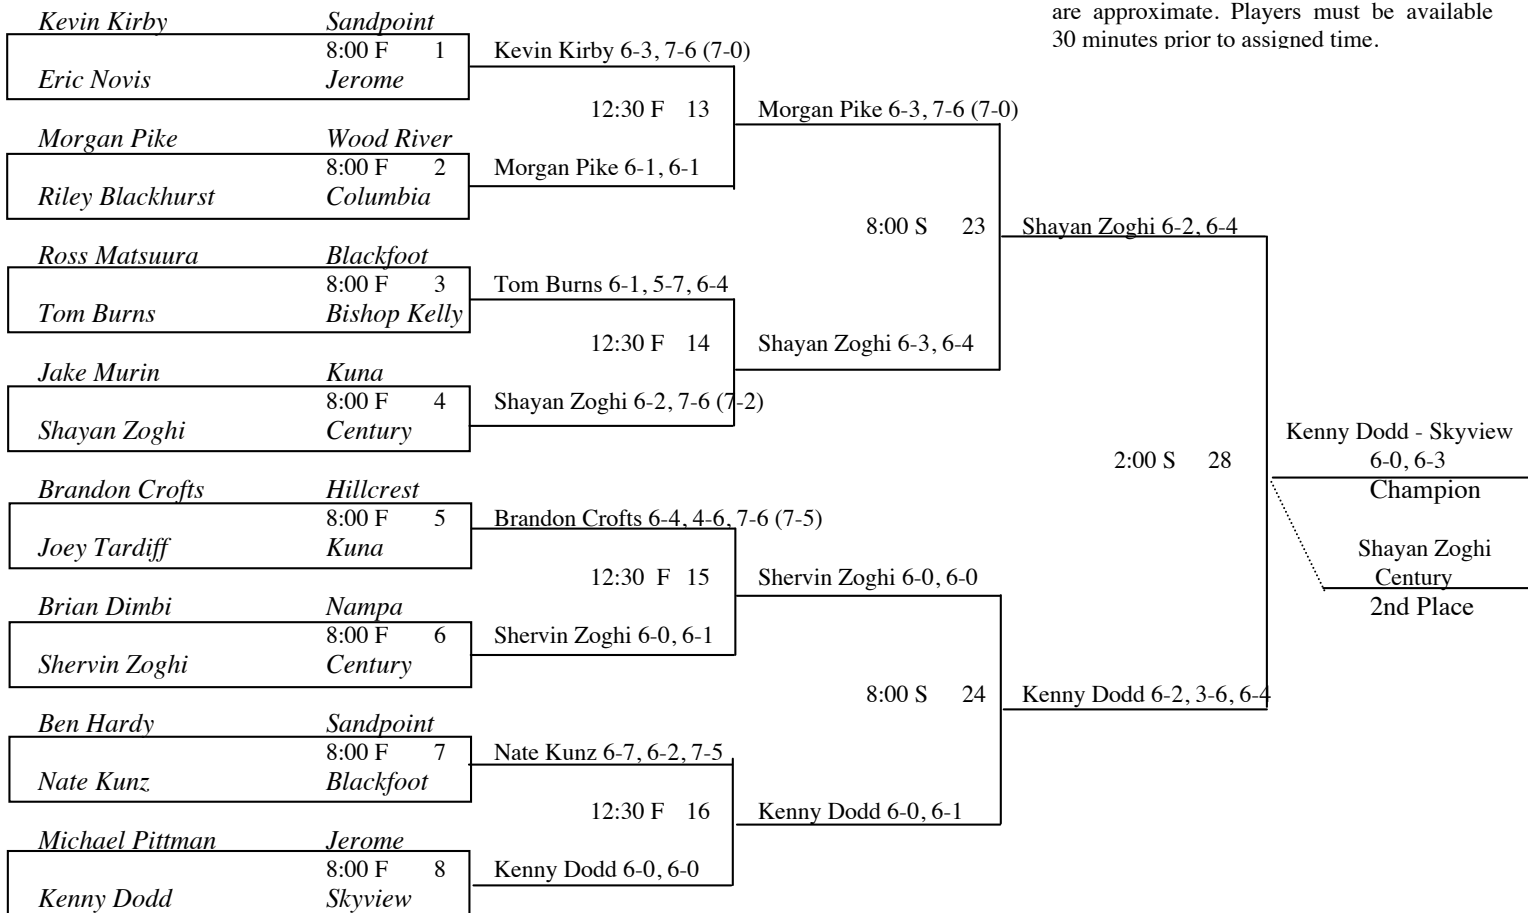 are approximate. Players must be available
30 minutes prior to assigned time.
Kevin Kirby Sandpoint
8:00 F 1 Kevin Kirby 6-3, 7-6 (7-0)
Eric Novis Jerome
12:30 F 13 Morgan Pike 6-3, 7-6 (7-0)
Morgan Pike Wood River
8:00 F 2 Morgan Pike 6-1, 6-1
Riley Blackhurst Columbia
8:00 S 23 Shayan Zoghi 6-2, 6-4
Ross Matsuura Blackfoot
8:00 F 3 Tom Burns 6-1, 5-7, 6-4
Tom Burns Bishop Kelly
12:30 F 14 Shayan Zoghi 6-3, 6-4
Jake Murin Kuna
8:00 F 4 Shayan Zoghi 6-2, 7-6 (7-2)
Shayan Zoghi Century
Kenny Dodd - Skyview
2:00 S 28 6-0, 6-3
Champion
Brandon Crofts Hillcrest
8:00 F 5 Brandon Crofts 6-4, 4-6, 7-6 (7-5)
Joey Tardiff Kuna
Shayan Zoghi
12:30 F 15 Shervin Zoghi 6-0, 6-0
Century
Brian Dimbi Nampa
2nd Place
8:00 F 6 Shervin Zoghi 6-0, 6-1
Shervin Zoghi Century
8:00 S 24 Kenny Dodd 6-2, 3-6, 6-4
Ben Hardy Sandpoint
8:00 F 7 Nate Kunz 6-7, 6-2, 7-5
Nate Kunz Blackfoot
12:30 F 16 Kenny Dodd 6-0, 6-1
Michael Pittman Jerome
8:00 F 8 Kenny Dodd 6-0, 6-0
Kenny Dodd Skyview